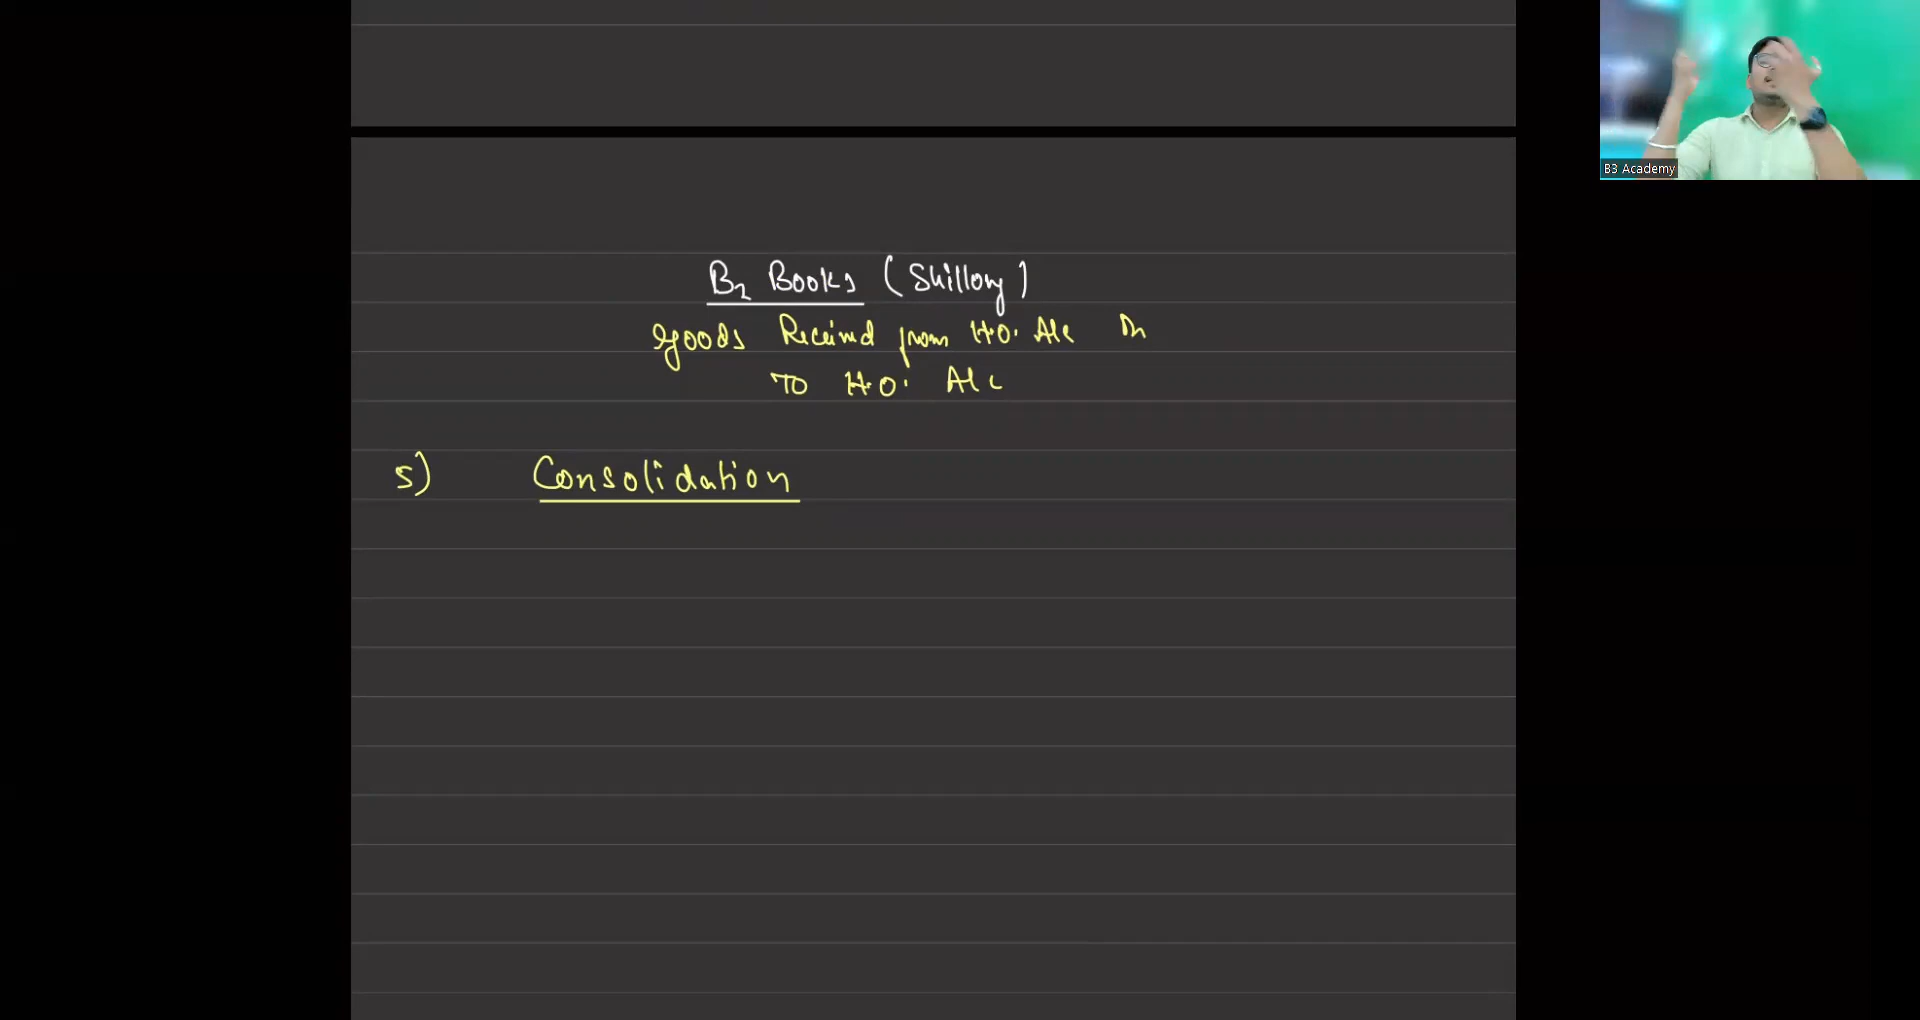 B3 Academy
B2 Books (Shillong)
Goods Received from H.O. A/c Dr
To H.O. A/c
5) Consolidation